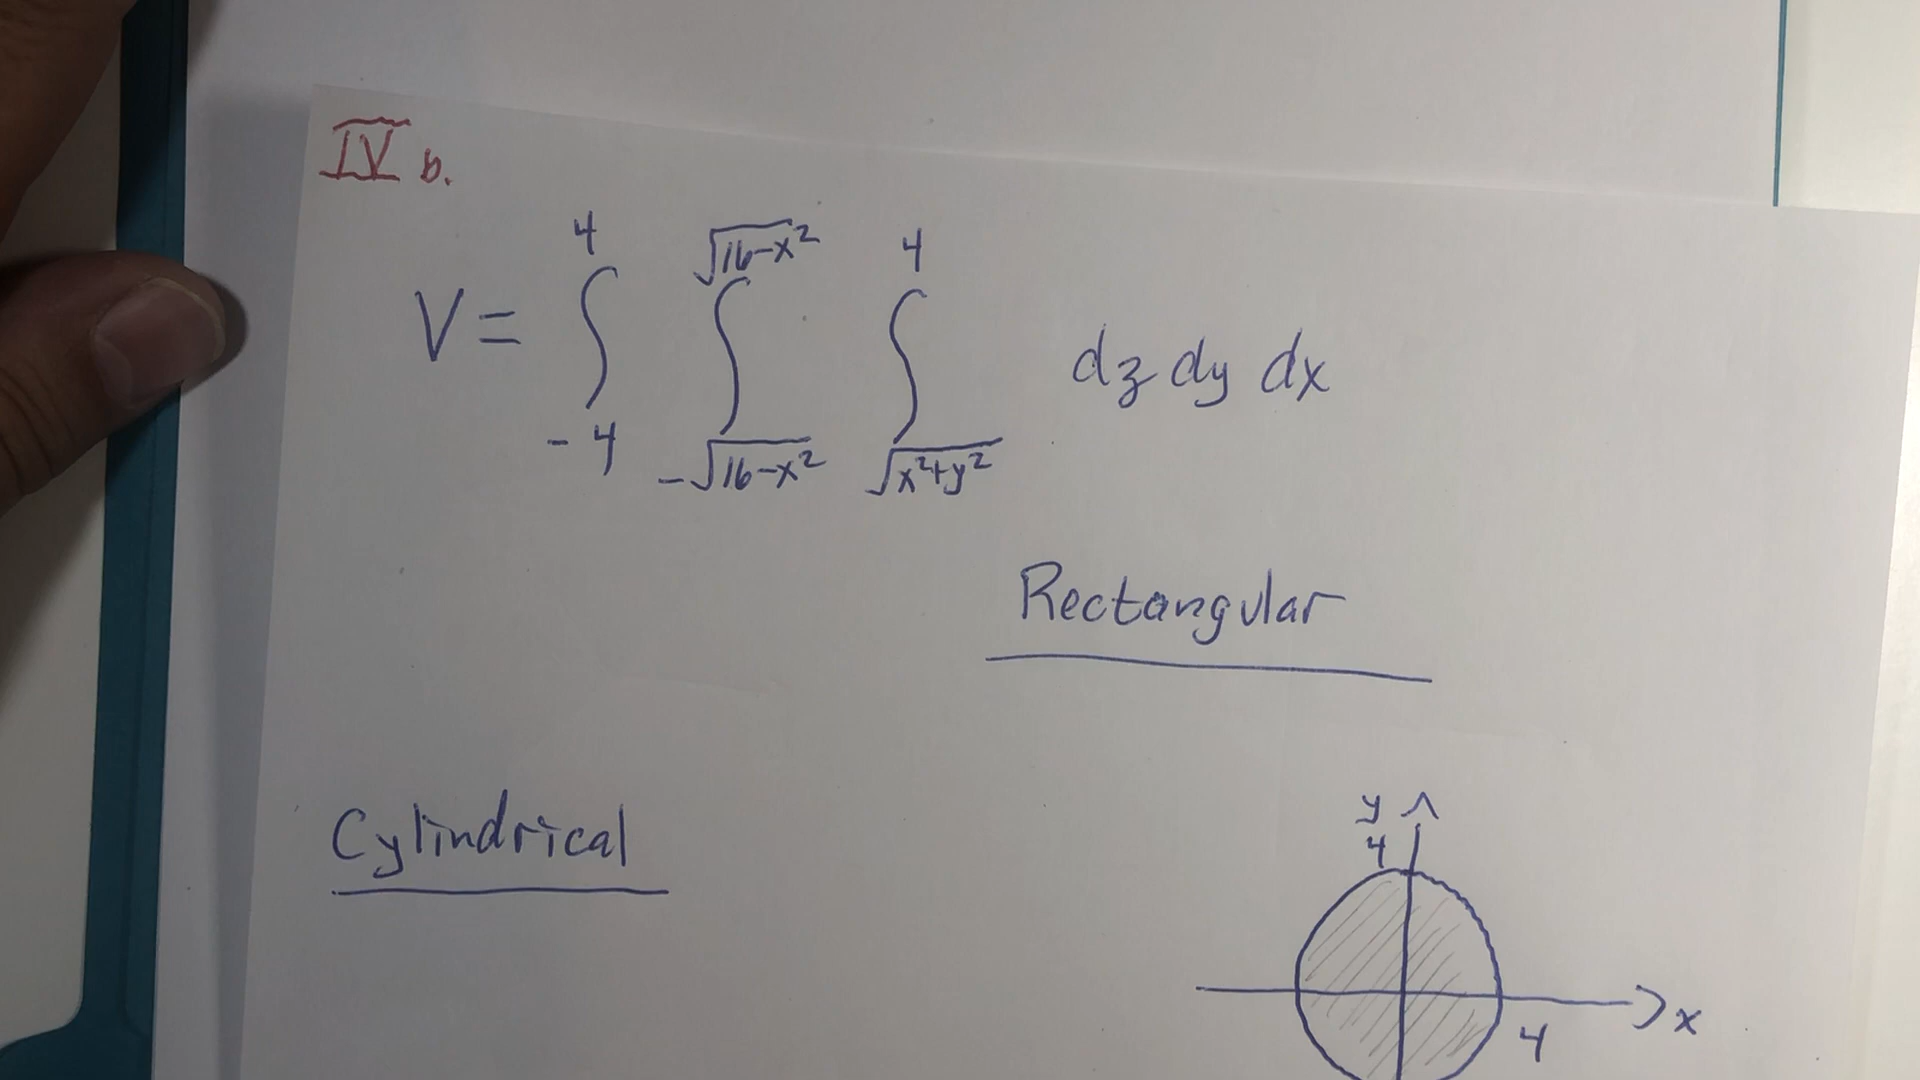 IV b.
4 √16-x² 4
V = ∫ ∫ ∫ dz dy dx
-4 -√16-x² √x²+y²
Rectangular
Cylindrical
y
4
x
4